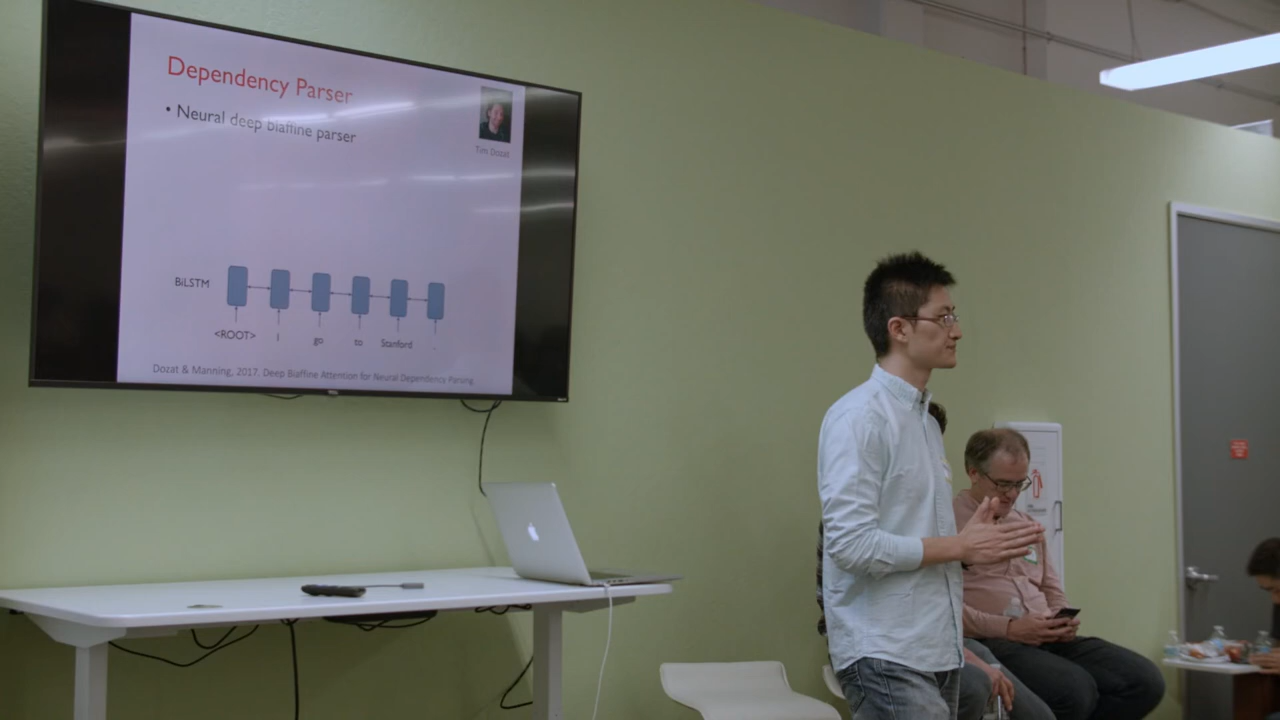 Dependency Parser
• Neural deep biaffine parser
Tim Dozat
BiLSTM
<ROOT> I go to Stanford .
Dozat & Manning, 2017. Deep Biaffine Attention for Neural Dependency Parsing.